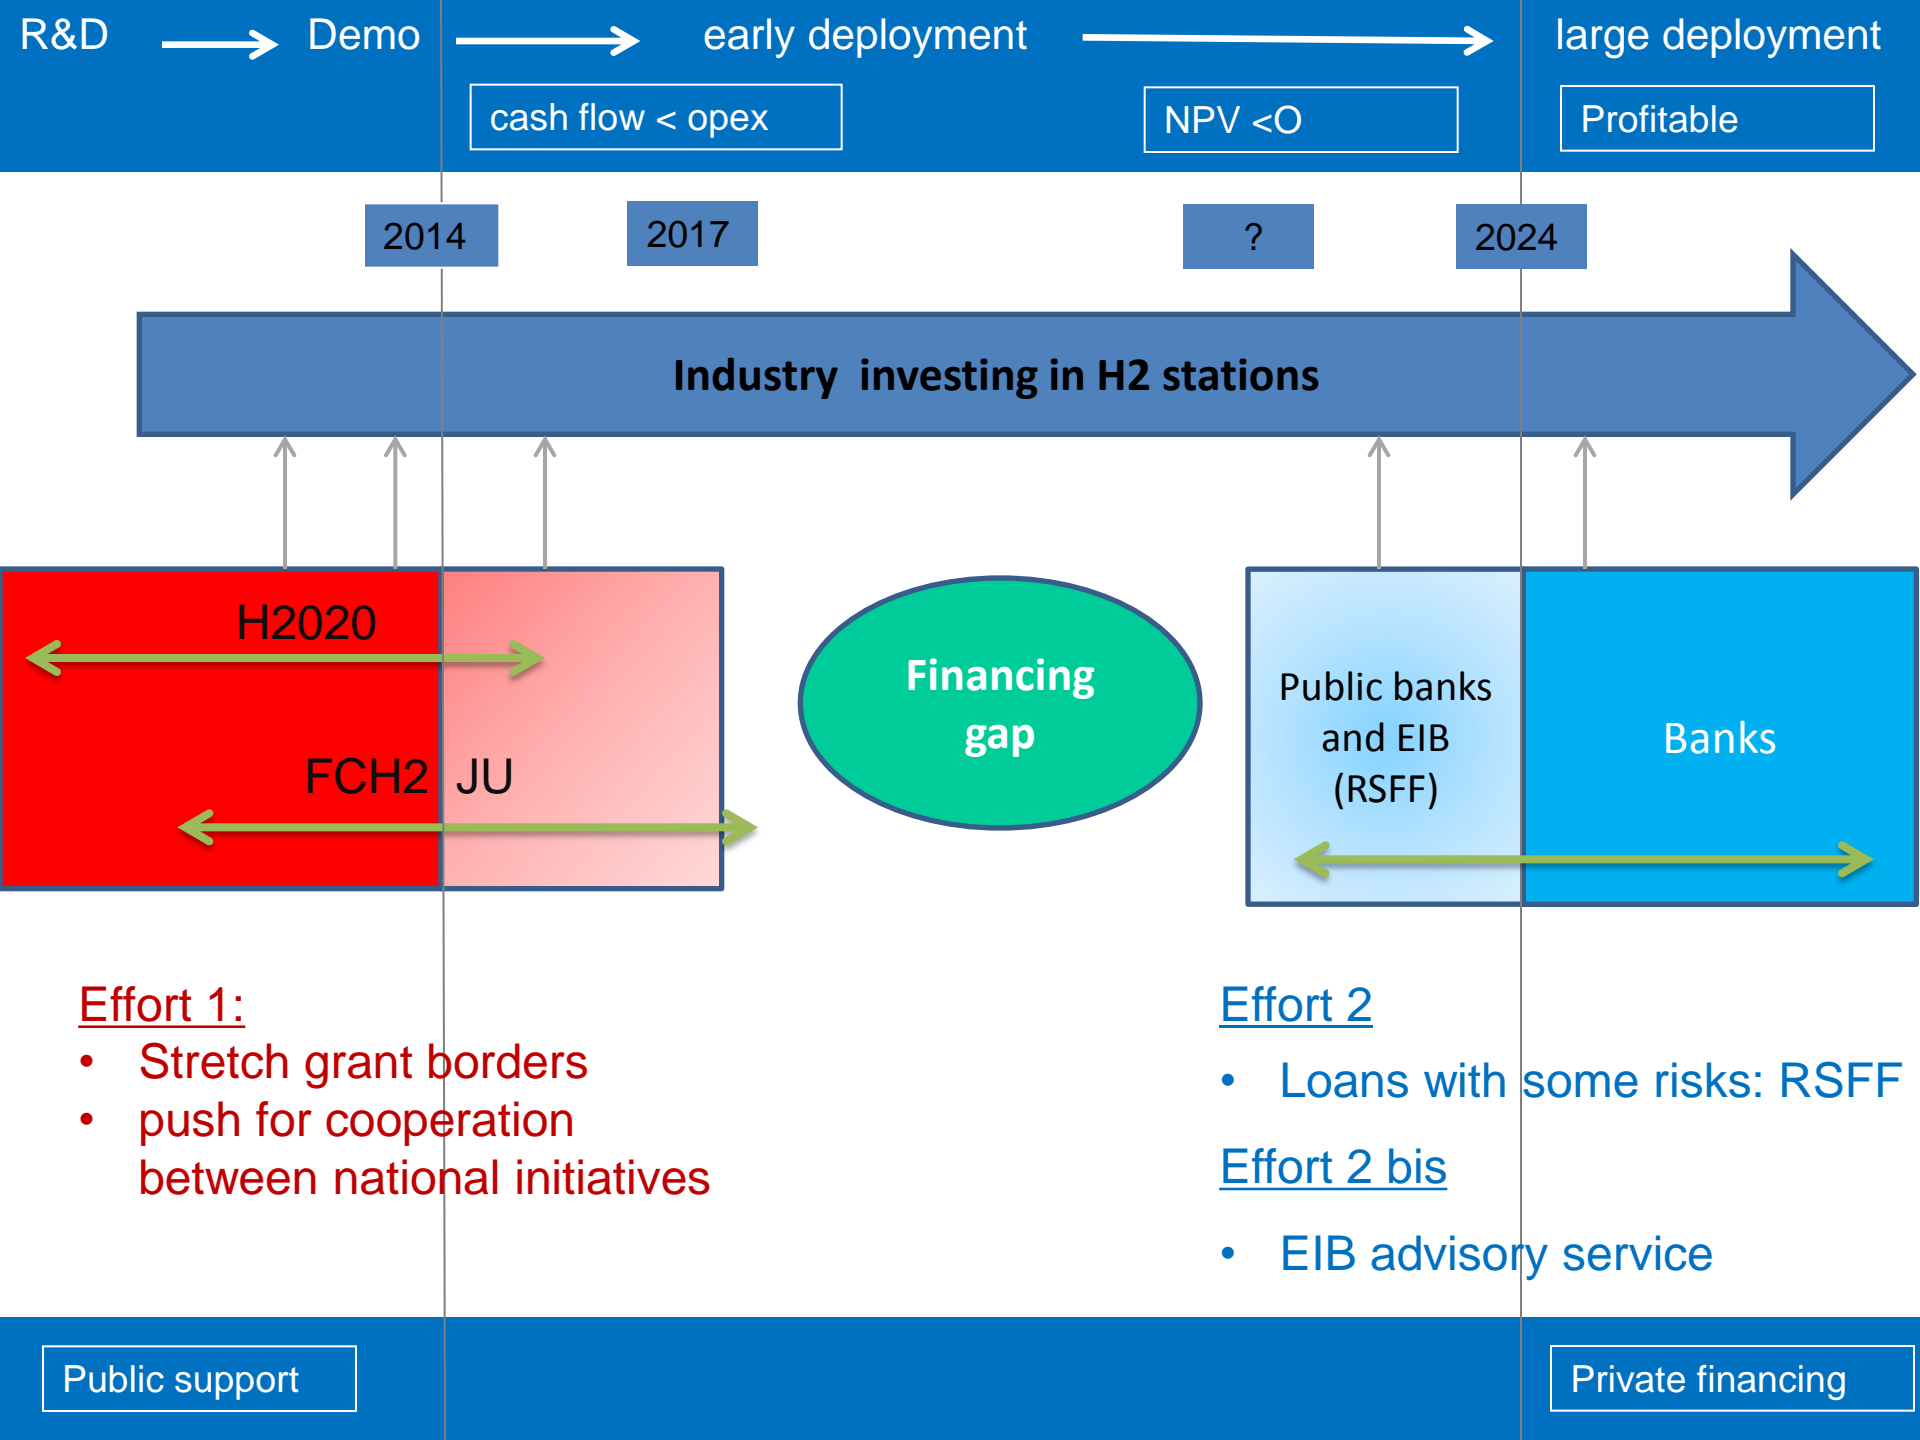 R&D
Demo
early deployment
large deployment
cash flow < opex
NPV <O
Profitable
2014
2017
?
2024
Industry investing in H2 stations
H2020
FCH2 JU
Financing
gap
Public banks
and EIB
(RSFF)
Banks
Effort 1:
• Stretch grant borders
• push for cooperation
between national initiatives
Effort 2
• Loans with some risks: RSFF
Effort 2 bis
• EIB advisory service
Public support
Private financing